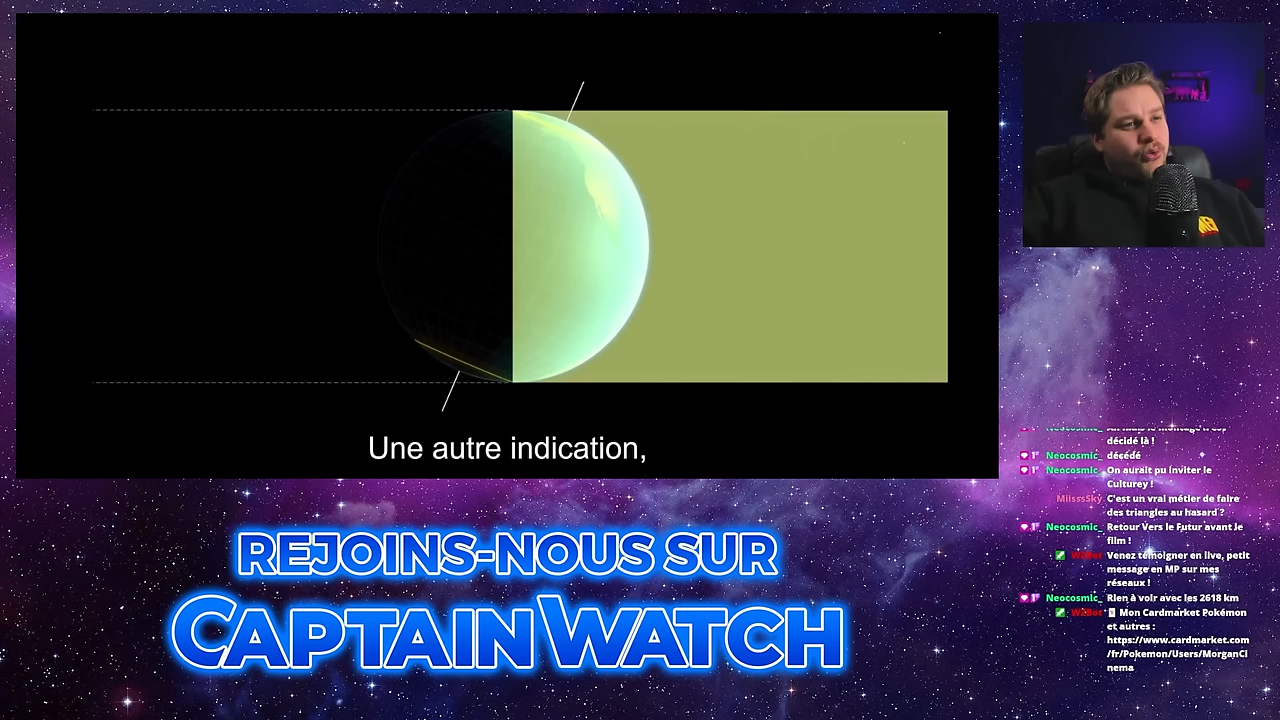 Une autre indication,
REJOINS-NOUS SUR
CAPTAINWATCH
décidé là !
Neocosmic_ décédé
Neocosmic_ On aurait pu inviter le
Culturey !
MiissSky C'est un vrai métier de faire
des triangles au hasard ?
Neocosmic_ Retour Vers le Futur avant le
film !
WzBot Venez témoigner en live, petit
message en MP sur mes
réseaux !
Neocosmic_ Rien à voir avec les 2618 km
WzBot Mon Cardmarket Pokémon
et autres :
https://www.cardmarket.com
/fr/Pokemon/Users/MorganCi
nema